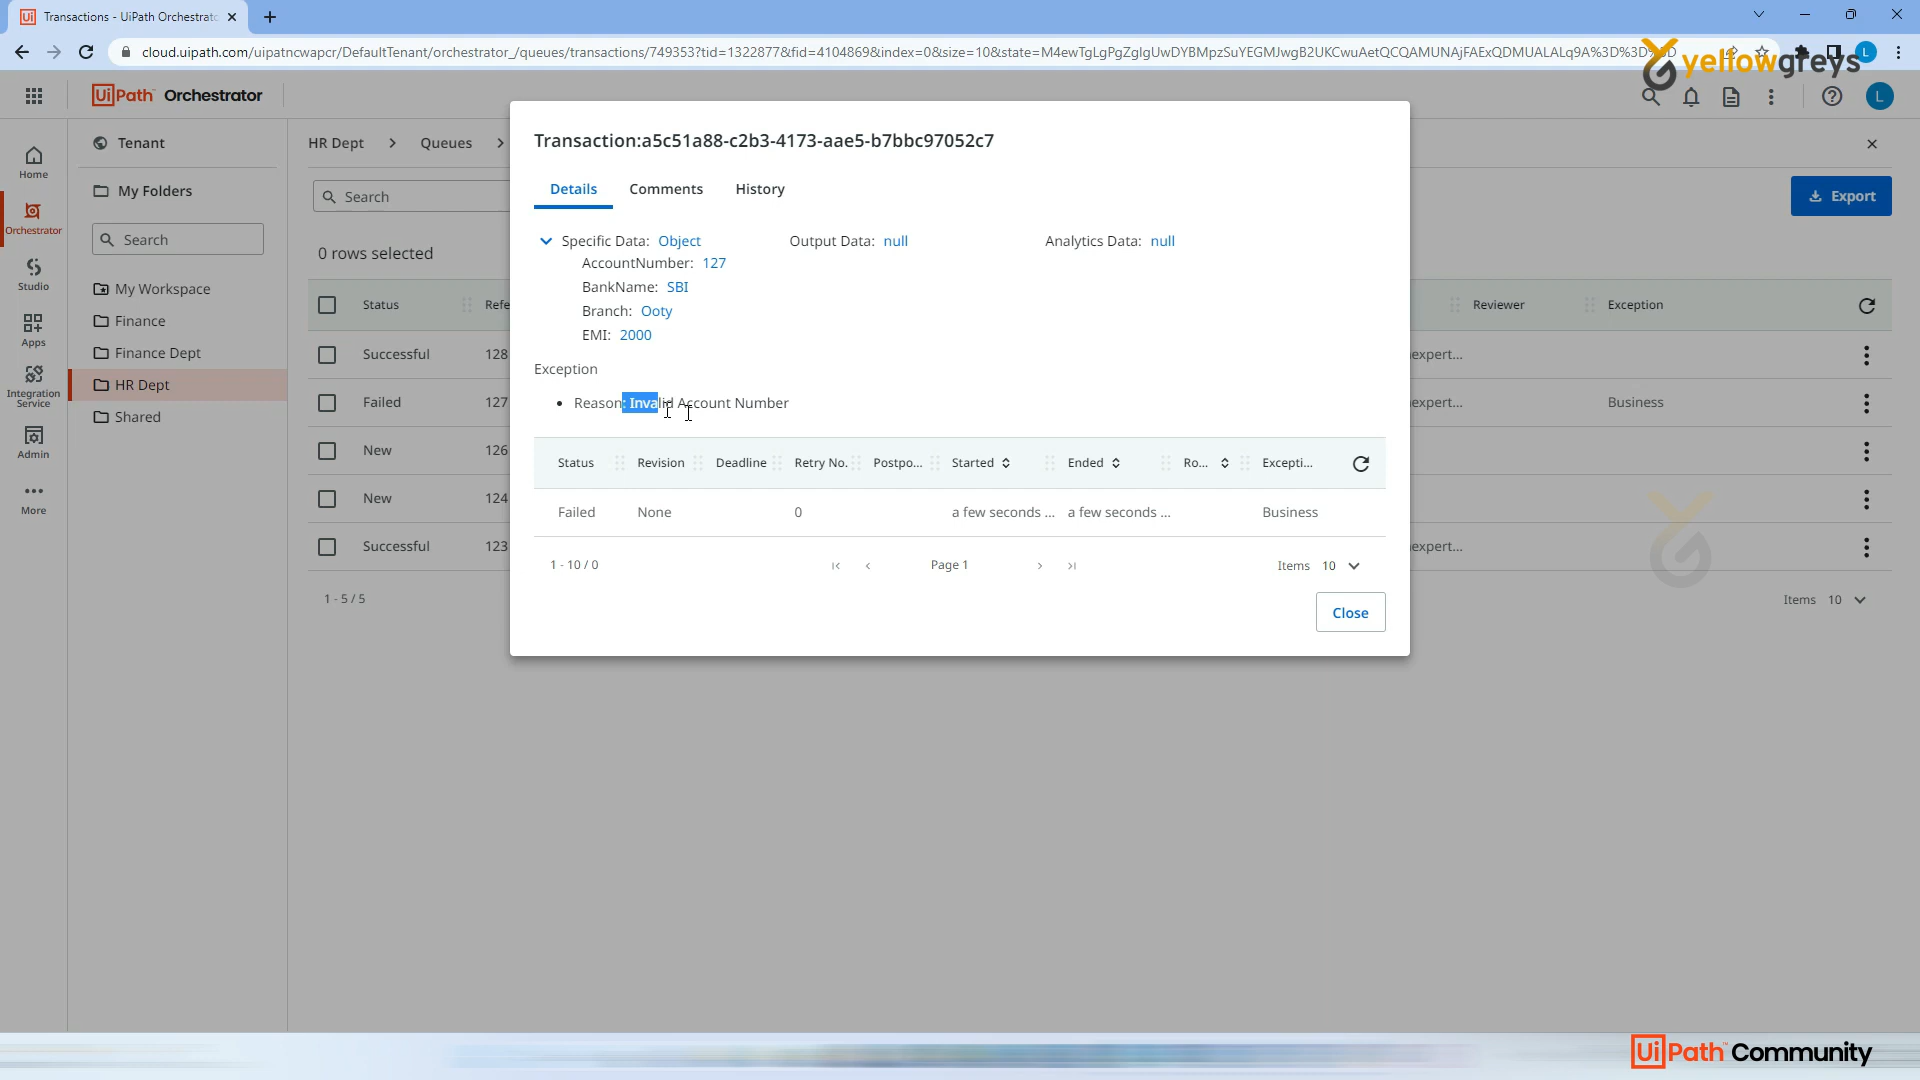 Transactions - UiPath Orchestrato
cloud.uipath.com/uipatncwapcr/DefaultTenant/orchestrator_/queues/transactions/749353?tid=1322877&fid=4104869&index=0&size=10&state=M4ewTgLgPgZglgUwDYBMpzSuYEGMJwgB2UKCwuAetQCQAMUNAjFAExQDMUALALq9A%3D%3D%3D
L
yellowgreys
UiPath Orchestrator
L
Home
Orchestrator
Studio
Apps
Integration Service
Admin
More
Tenant
My Folders
Search
My Workspace
Finance
Finance Dept
HR Dept
Shared
HR Dept > Queues >
Search
Export
0 rows selected
Status Refe Reviewer Exception
Successful 128 expert...
Failed 127 expert... Business
New 126
New 124
Successful 123 expert...
1 - 5 / 5 Items 10
Transaction:a5c51a88-c2b3-4173-aae5-b7bbc97052c7
Details Comments History
Specific Data: Object Output Data: null Analytics Data: null
AccountNumber: 127
BankName: SBI
Branch: Ooty
EMI: 2000
Exception
• Reason: Invalid Account Number
Status Revision Deadline Retry No. Postpo... Started Ended Ro... Excepti...
Failed None 0 a few seconds ... a few seconds ... Business
1 - 10 / 0 Page 1 Items 10
Close
UiPath Community